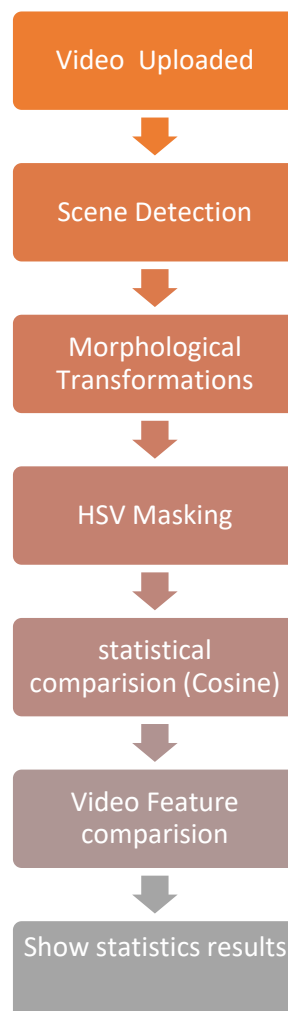 Video  Uploaded
Scene Detection
Morphological
Transformations
HSV Masking
statistical
comparision (Cosine)
Video Feature
comparision
Show statistics results